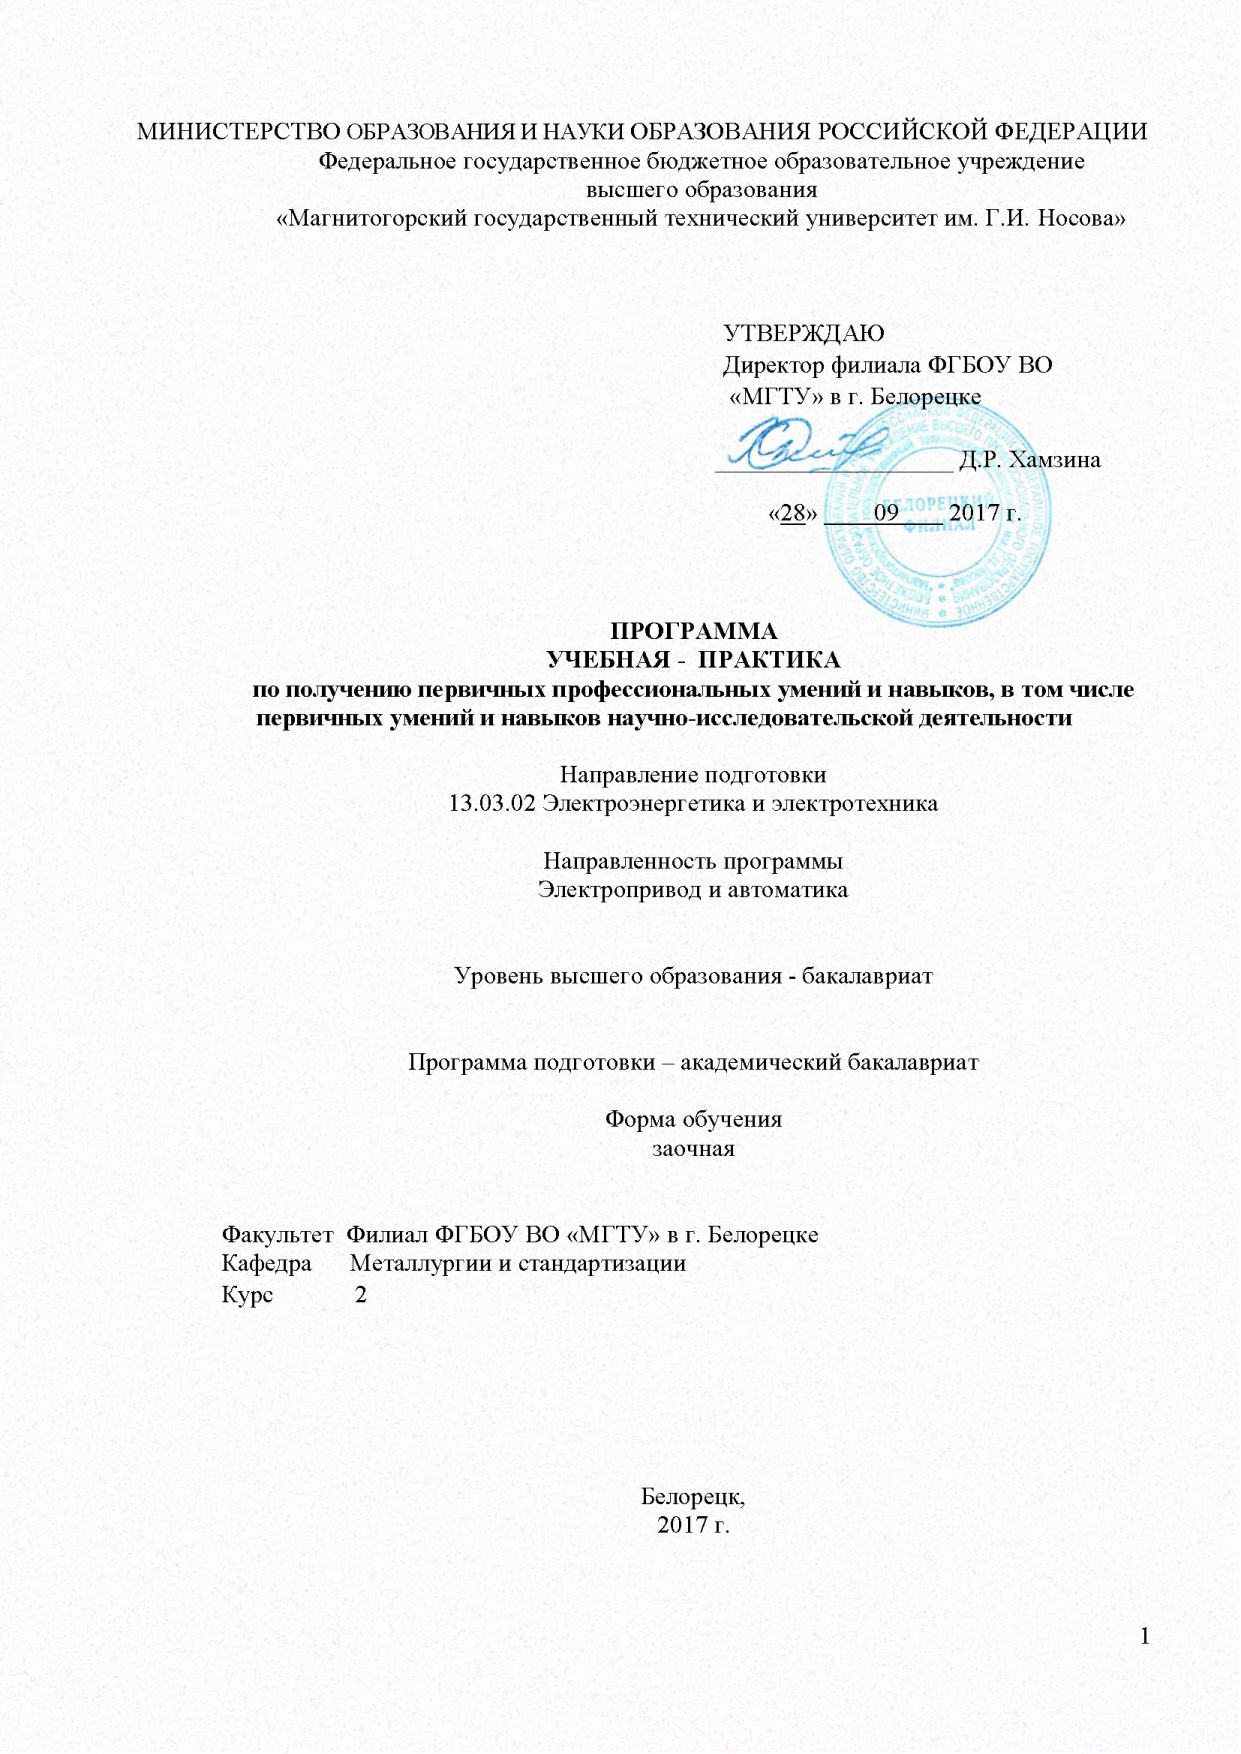 МИНИСТЕРСТВО ОБРАЗОВАНИЯ И НАУКИ ОБРАЗОВАНИЯ РОССИЙСКОЙ ФЕДЕРАЦИИ
Федеральное государственное бюджетное образовательное учреждение
высшего образования
«Магнитогорский государственный технический университет им. Г.И. Носова»
УТВЕРЖДАЮ
Директор филиала ФГБОУ ВО
«МГТУ» в г. Белорецке
Д.Р. Хамзина
«28» 09 2017 г.
БЕЛОРЕЦКИЙ
ФИЛИАЛ
ПРОГРАММА
УЧЕБНАЯ - ПРАКТИКА
по получению первичных профессиональных умений и навыков, в том числе
первичных умений и навыков научно-исследовательской деятельности
Направление подготовки
13.03.02 Электроэнергетика и электротехника
Направленность программы
Электропривод и автоматика
Уровень высшего образования - бакалавриат
Программа подготовки – академический бакалавриат
Форма обучения
заочная
Факультет Филиал ФГБОУ ВО «МГТУ» в г. Белорецке
Кафедра Металлургии и стандартизации
Курс 2
Белорецк,
2017 г.
1